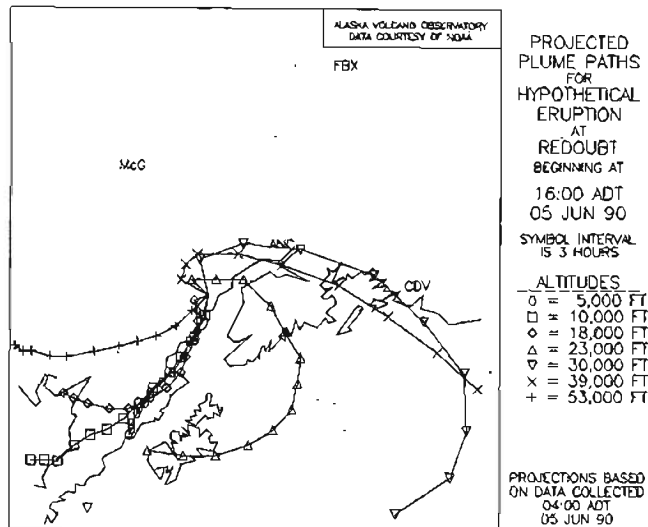 ALASKA VOLCANO OBSERVATORY
DATA COURTESY OF NOAA
FBX
McG
ANC
CDV
PROJECTED
PLUME PATHS
FOR
HYPOTHETICAL
ERUPTION
AT
REDOUBT
BEGINNING AT
16:00 ADT
05 JUN 90
SYMBOL INTERVAL
IS 3 HOURS
ALTITUDES
0 = 5,000 FT
□ = 10,000 FT
◇ = 18,000 FT
△ = 23,000 FT
▽ = 30,000 FT
× = 39,000 FT
+ = 53,000 FT
PROJECTIONS BASED
ON DATA COLLECTED
04:00 ADT
05 JUN 90